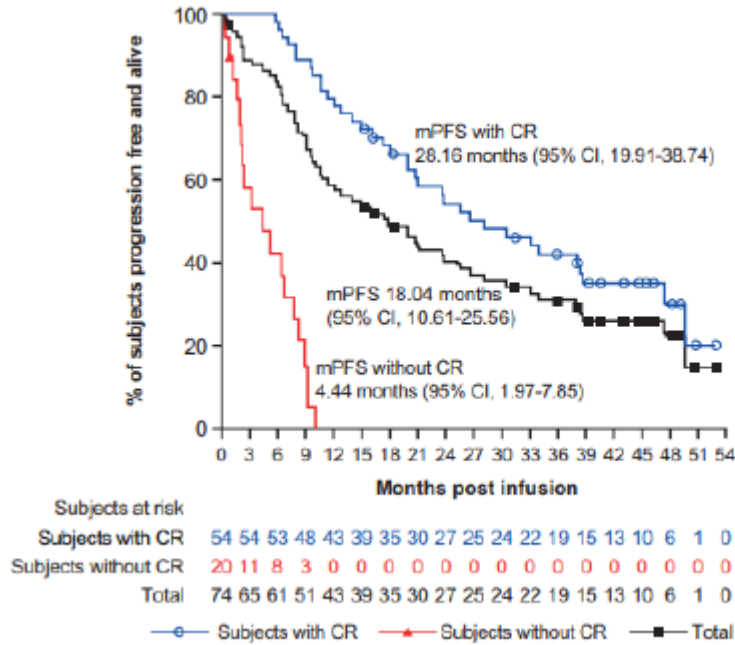 100
80
60
40
20
0
% of subjects progression free and alive
mPFS with CR
28.16 months (95% CI, 19.91-38.74)
mPFS 18.04 months
(95% CI, 10.61-25.56)
mPFS without CR
4.44 months (95% CI, 1.97-7.85)
0 3 6 9 12 15 18 21 24 27 30 33 36 39 42 45 48 51 54
Months post infusion
Subjects at risk
Subjects with CR 54 54 53 48 43 39 35 30 27 25 24 22 19 15 13 10 6 1 0
Subjects without CR 20 11 8 3 0 0 0 0 0 0 0 0 0 0 0 0 0 0 0
Total 74 65 61 51 43 39 35 30 27 25 24 22 19 15 13 10 6 1 0
Subjects with CR Subjects without CR Total